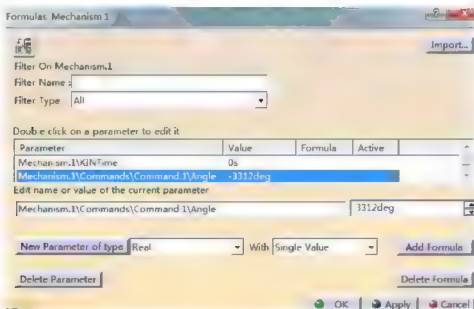 Formulas Mechanism 1
Import...
Filter On Mechanism.1
Filter Name :
Filter Type All
Double click on a parameter to edit it
Parameter Value Formula Active
Mechanism.1\KINTime 0s
Mechanism.1\Commands\Command.1\Angle -3312deg
Edit name or value of the current parameter
Mechanism.1\Commands\Command 1\Angle 3312deg
New Parameter of type Real With Single Value Add Formula
Delete Parameter Delete Formula
OK Apply Cancel